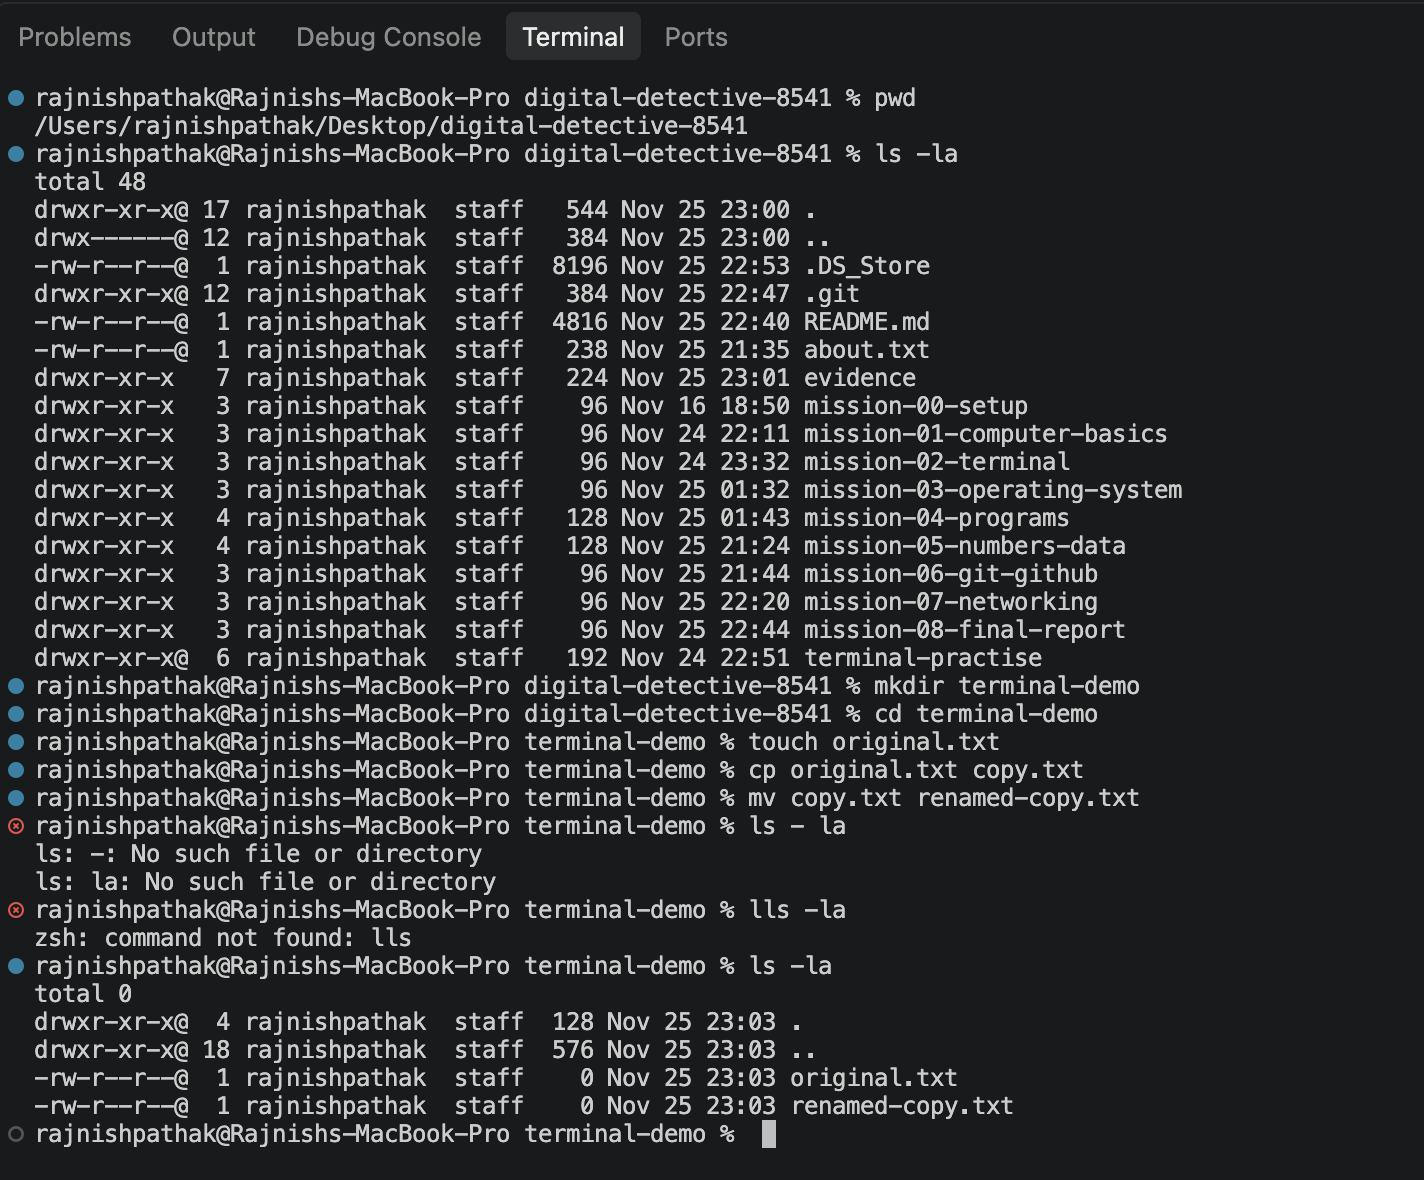 Problems Output Debug Console Terminal Ports
rajnishpathak@Rajnishs-MacBook-Pro digital-detective-8541 % pwd
/Users/rajnishpathak/Desktop/digital-detective-8541
rajnishpathak@Rajnishs-MacBook-Pro digital-detective-8541 % ls -la
total 48
drwxr-xr-x@ 17 rajnishpathak  staff   544 Nov 25 23:00 .
drwx------@ 12 rajnishpathak  staff   384 Nov 25 23:00 ..
-rw-r--r--@  1 rajnishpathak  staff  8196 Nov 25 22:53 .DS_Store
drwxr-xr-x@ 12 rajnishpathak  staff   384 Nov 25 22:47 .git
-rw-r--r--@  1 rajnishpathak  staff  4816 Nov 25 22:40 README.md
-rw-r--r--@  1 rajnishpathak  staff   238 Nov 25 21:35 about.txt
drwxr-xr-x   7 rajnishpathak  staff   224 Nov 25 23:01 evidence
drwxr-xr-x   3 rajnishpathak  staff    96 Nov 16 18:50 mission-00-setup
drwxr-xr-x   3 rajnishpathak  staff    96 Nov 24 22:11 mission-01-computer-basics
drwxr-xr-x   3 rajnishpathak  staff    96 Nov 24 23:32 mission-02-terminal
drwxr-xr-x   3 rajnishpathak  staff    96 Nov 25 01:32 mission-03-operating-system
drwxr-xr-x   4 rajnishpathak  staff   128 Nov 25 01:43 mission-04-programs
drwxr-xr-x   4 rajnishpathak  staff   128 Nov 25 21:24 mission-05-numbers-data
drwxr-xr-x   3 rajnishpathak  staff    96 Nov 25 21:44 mission-06-git-github
drwxr-xr-x   3 rajnishpathak  staff    96 Nov 25 22:20 mission-07-networking
drwxr-xr-x   3 rajnishpathak  staff    96 Nov 25 22:44 mission-08-final-report
drwxr-xr-x@  6 rajnishpathak  staff   192 Nov 24 22:51 terminal-practise
rajnishpathak@Rajnishs-MacBook-Pro digital-detective-8541 % mkdir terminal-demo
rajnishpathak@Rajnishs-MacBook-Pro digital-detective-8541 % cd terminal-demo
rajnishpathak@Rajnishs-MacBook-Pro terminal-demo % touch original.txt
rajnishpathak@Rajnishs-MacBook-Pro terminal-demo % cp original.txt copy.txt
rajnishpathak@Rajnishs-MacBook-Pro terminal-demo % mv copy.txt renamed-copy.txt
rajnishpathak@Rajnishs-MacBook-Pro terminal-demo % ls - la
ls: -: No such file or directory
ls: la: No such file or directory
rajnishpathak@Rajnishs-MacBook-Pro terminal-demo % lls -la
zsh: command not found: lls
rajnishpathak@Rajnishs-MacBook-Pro terminal-demo % ls -la
total 0
drwxr-xr-x@  4 rajnishpathak  staff  128 Nov 25 23:03 .
drwxr-xr-x@ 18 rajnishpathak  staff  576 Nov 25 23:03 ..
-rw-r--r--@  1 rajnishpathak  staff    0 Nov 25 23:03 original.txt
-rw-r--r--@  1 rajnishpathak  staff    0 Nov 25 23:03 renamed-copy.txt
rajnishpathak@Rajnishs-MacBook-Pro terminal-demo %